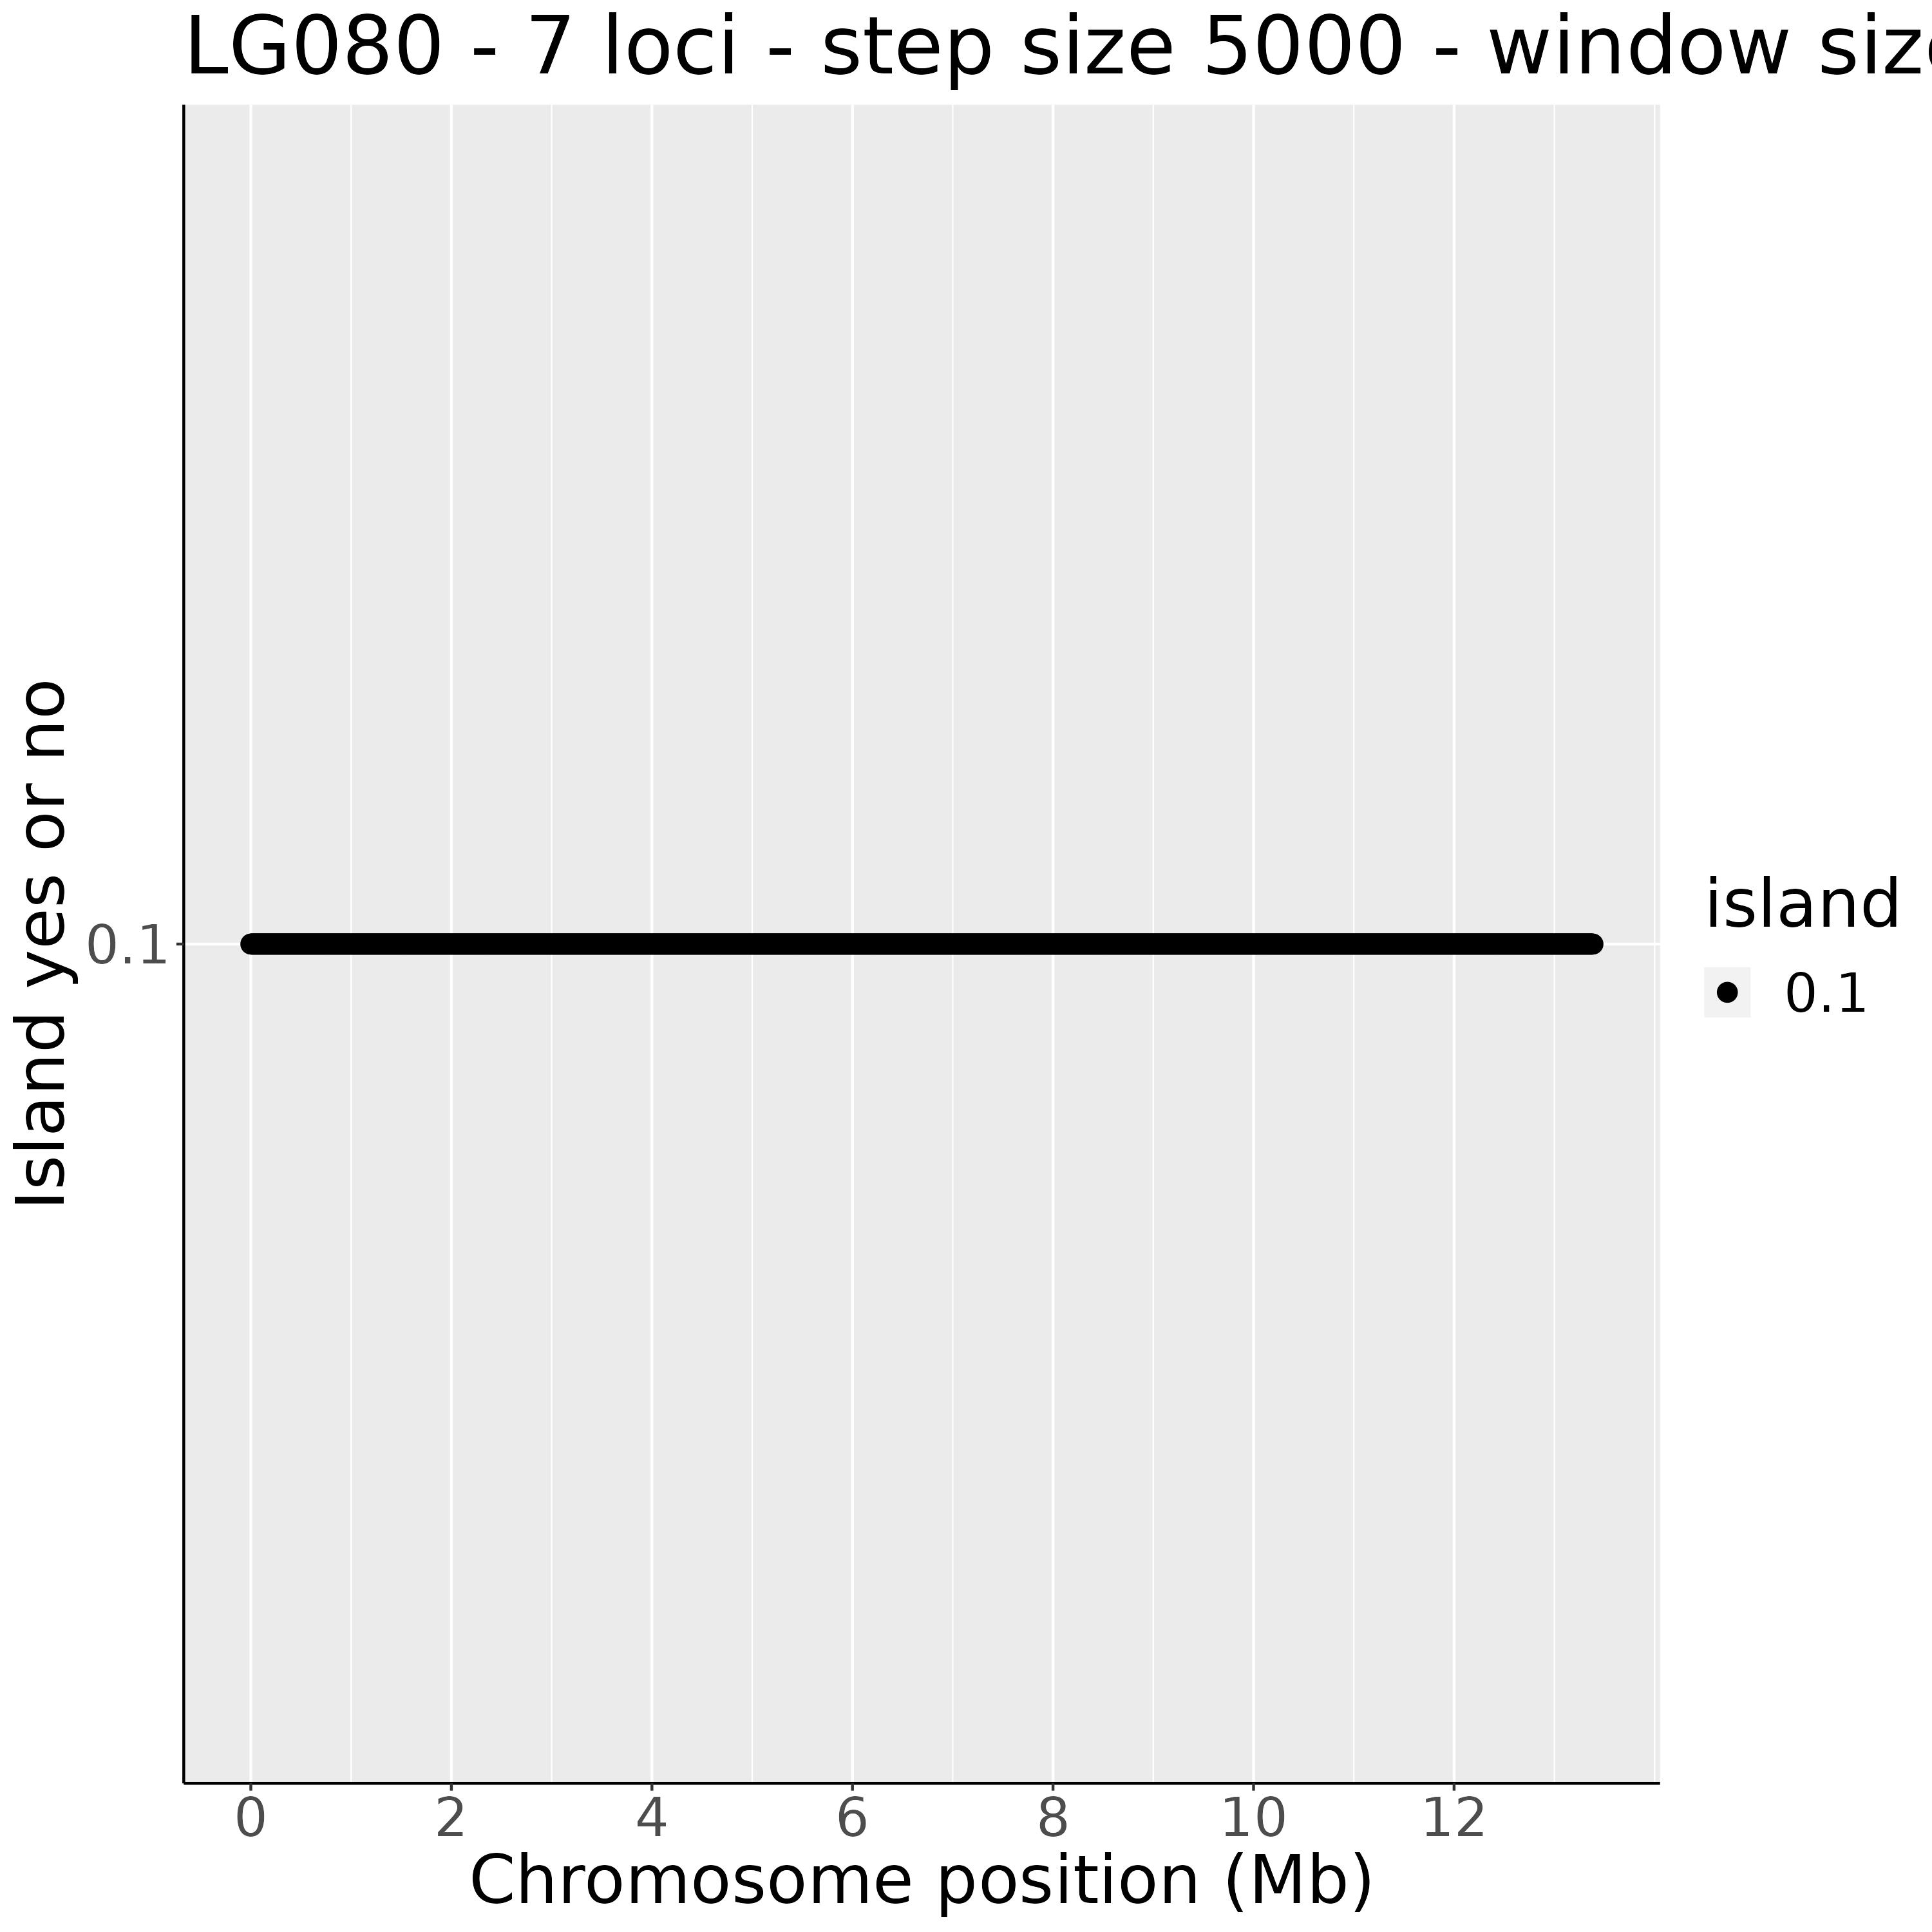 LG080 - 7 loci - step size 5000 - window
Island yes or no
0.1
island
0.1
0 2 4 6 8 10 12
Chromosome position (Mb)